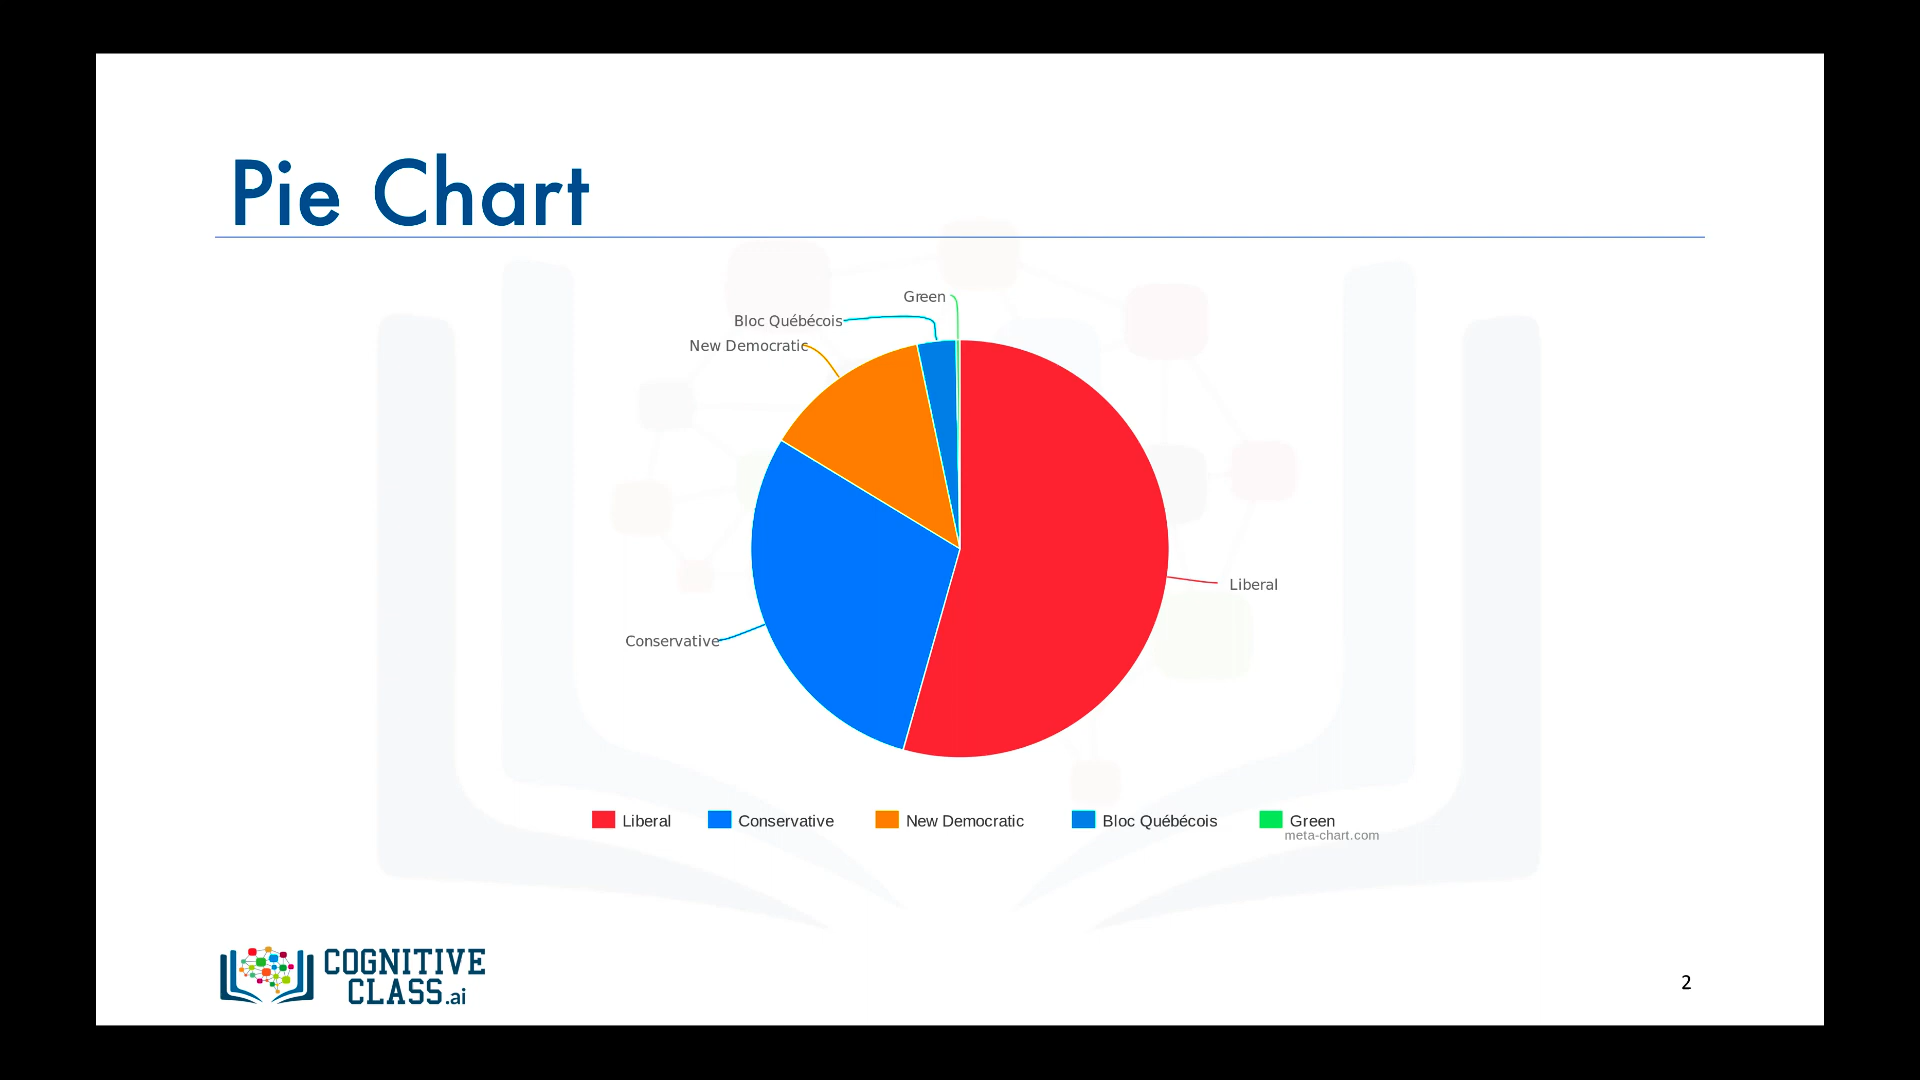 Pie Chart
Green
Bloc Québécois
New Democratic
Liberal
Conservative
Liberal Conservative New Democratic Bloc Québécois Green
meta-chart.com
COGNITIVE
CLASS.ai
2